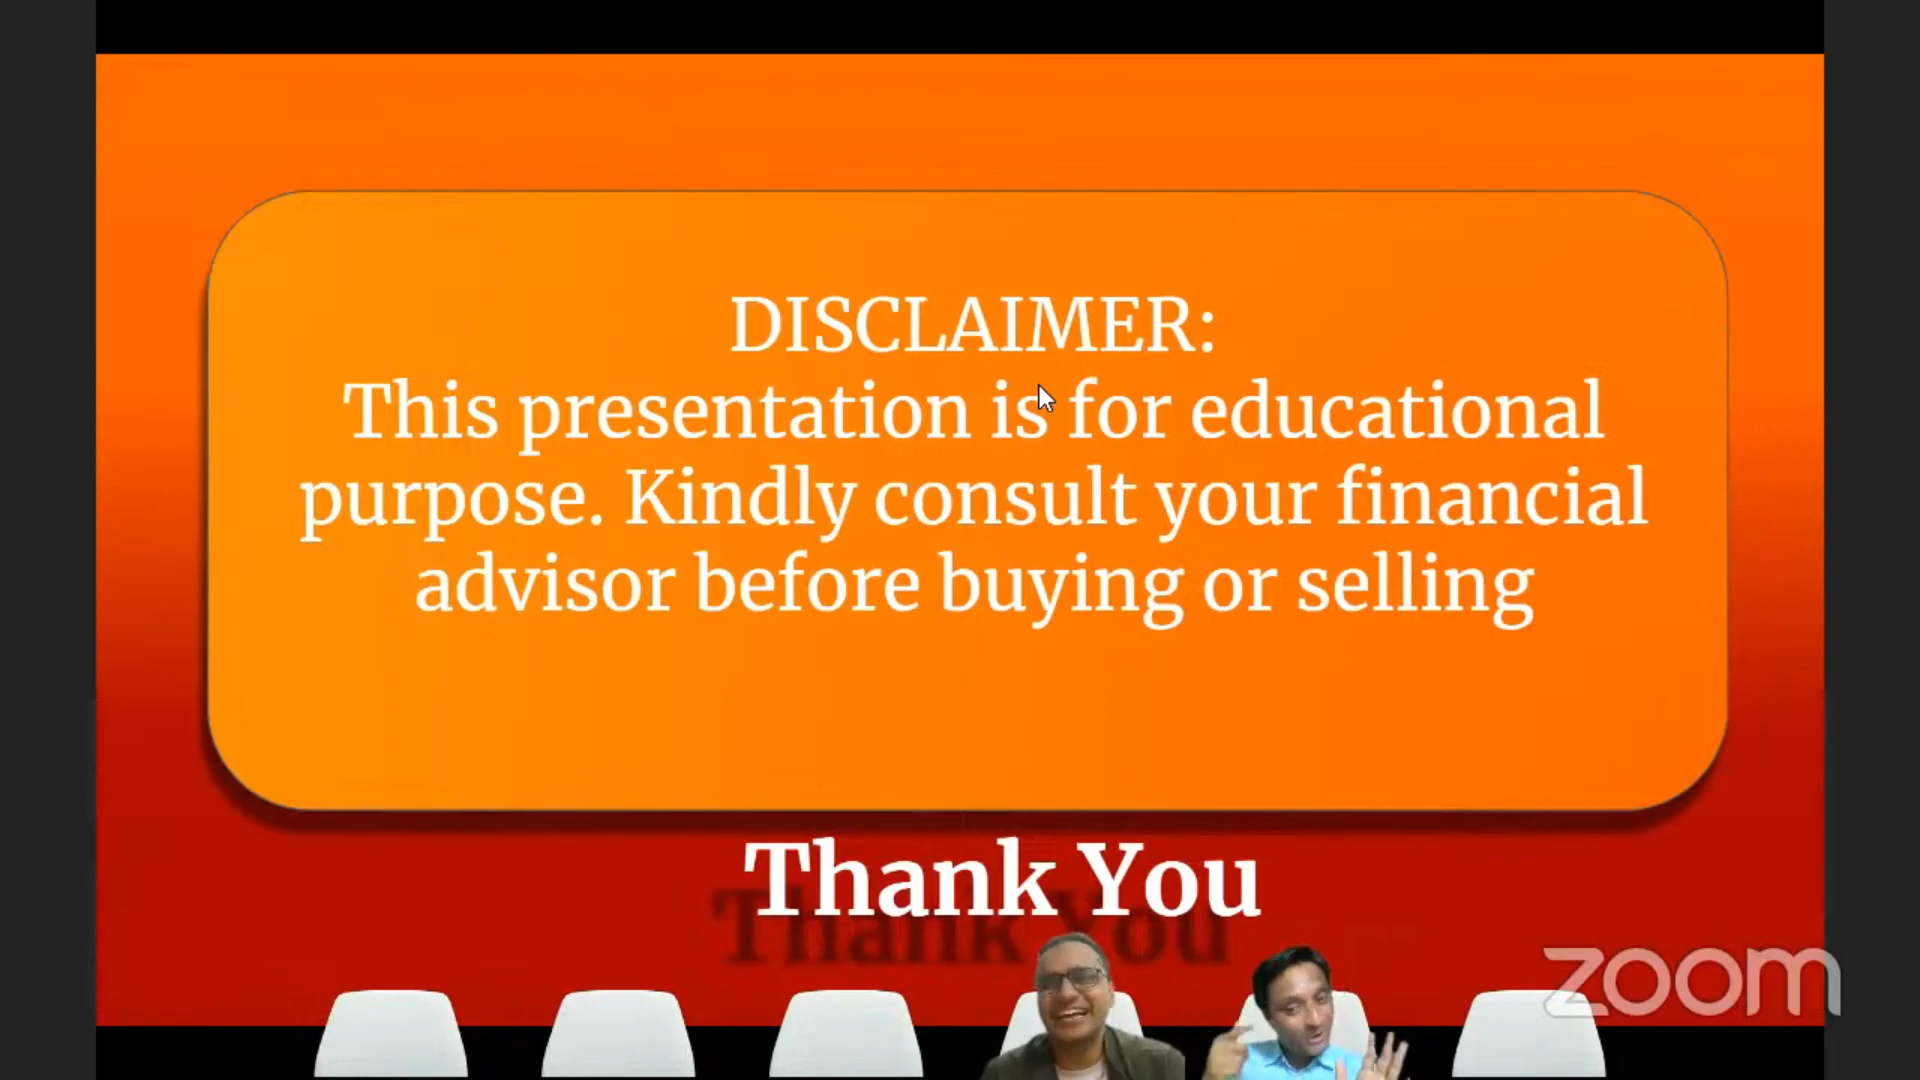 DISCLAIMER:
This presentation is for educational
purpose. Kindly consult your financial
advisor before buying or selling
Thank You
zoom